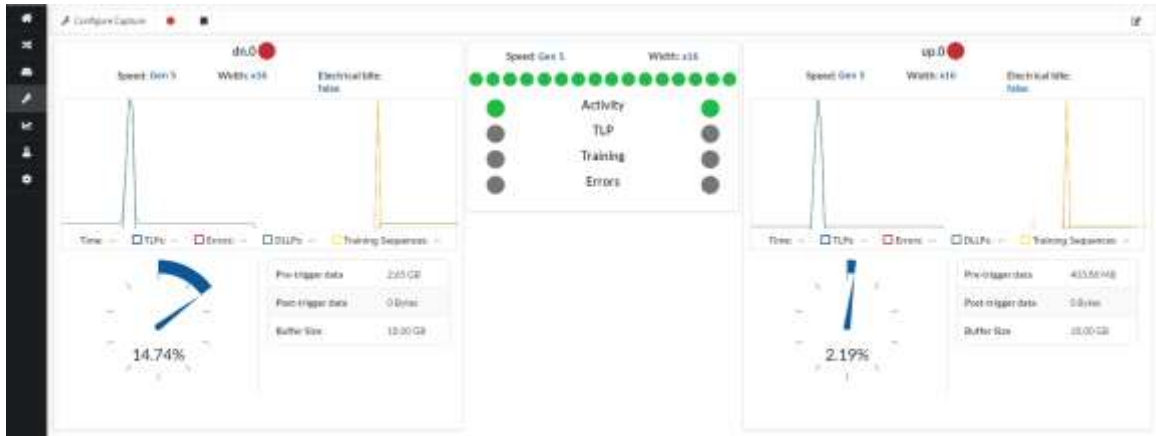 Configure Capture
dn.0
Speed: Gen 5 Width: x16 Electrical Idle: false
Time: -- TLPs: -- Errors: -- DLLPs: -- Training Sequences: --
14.74%
Pre-trigger data 2.65 GB
Post-trigger data 0 Bytes
Buffer Size 18.00 GB
Speed: Gen 5 Width: x16
Activity
TLP
Training
Errors
up.0
Speed: Gen 5 Width: x16 Electrical Idle: false
Time: -- TLPs: -- Errors: -- DLLPs: -- Training Sequences: --
2.19%
Pre-trigger data
Post-trigger data 0 Bytes
Buffer Size 18.00 GB